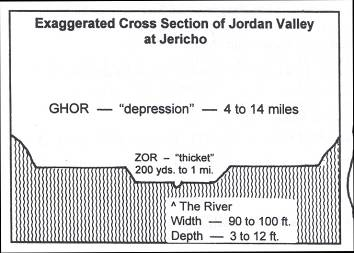 Exaggerated Cross Section of Jordan Valley
at Jericho
GHOR — "depression" — 4 to 14 miles
ZOR – "thicket"
200 yds. to 1 mi.
^ The River
Width — 90 to 100 ft.
Depth — 3 to 12 ft.